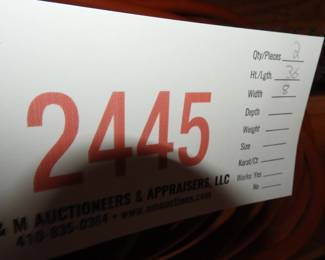 Qty/Pieces 2
Ht./Lgth. 36
Width 8
Depth
Weight
Size
Karat/Ct
Works: Yes
No
2445
& M AUCTIONEERS & APPRAISERS, LLC